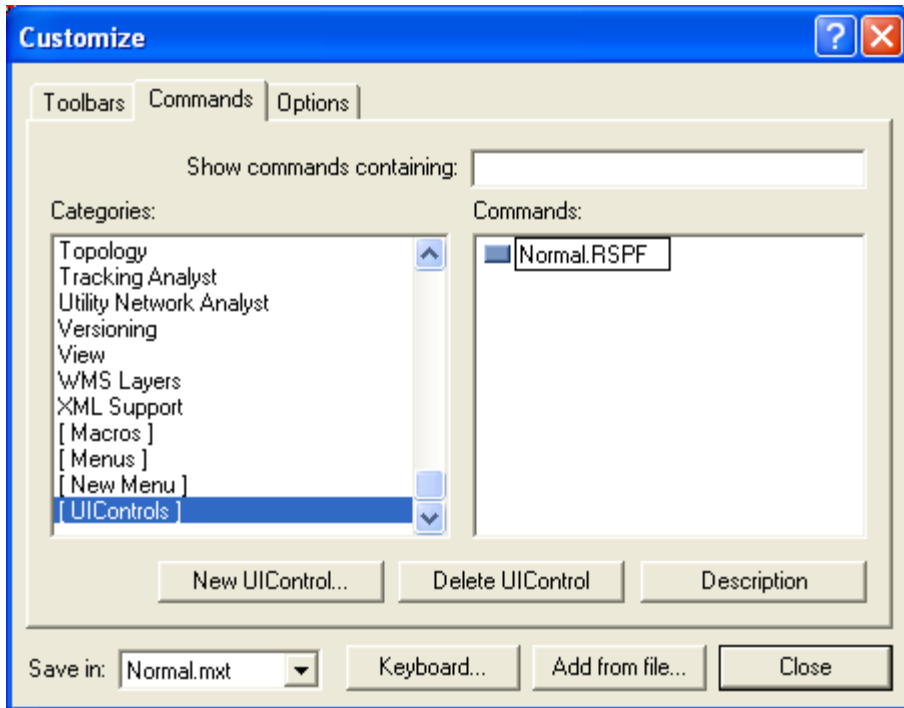 Customize
Toolbars Commands Options
Show commands containing:
Categories: Commands:
Topology
Tracking Analyst
Utility Network Analyst
Versioning
View
WMS Layers
XML Support
[ Macros ]
[ Menus ]
[ New Menu ]
[ UIControls ]
Normal.RSPF
New UIControl... Delete UIControl Description
Save in: Normal.mxt Keyboard... Add from file... Close